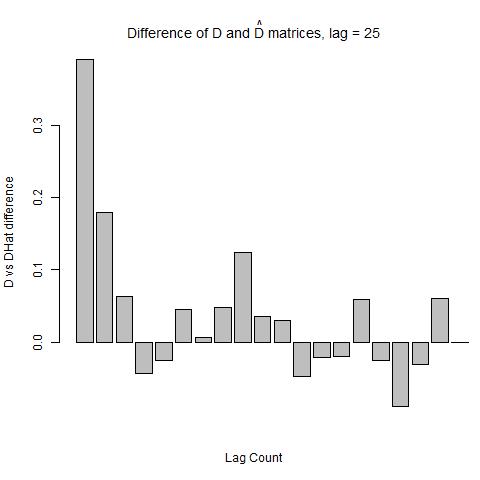 Difference of D and D̂ matrices, lag = 25
D vs DHat difference
0.3
0.2
0.1
0.0
Lag Count